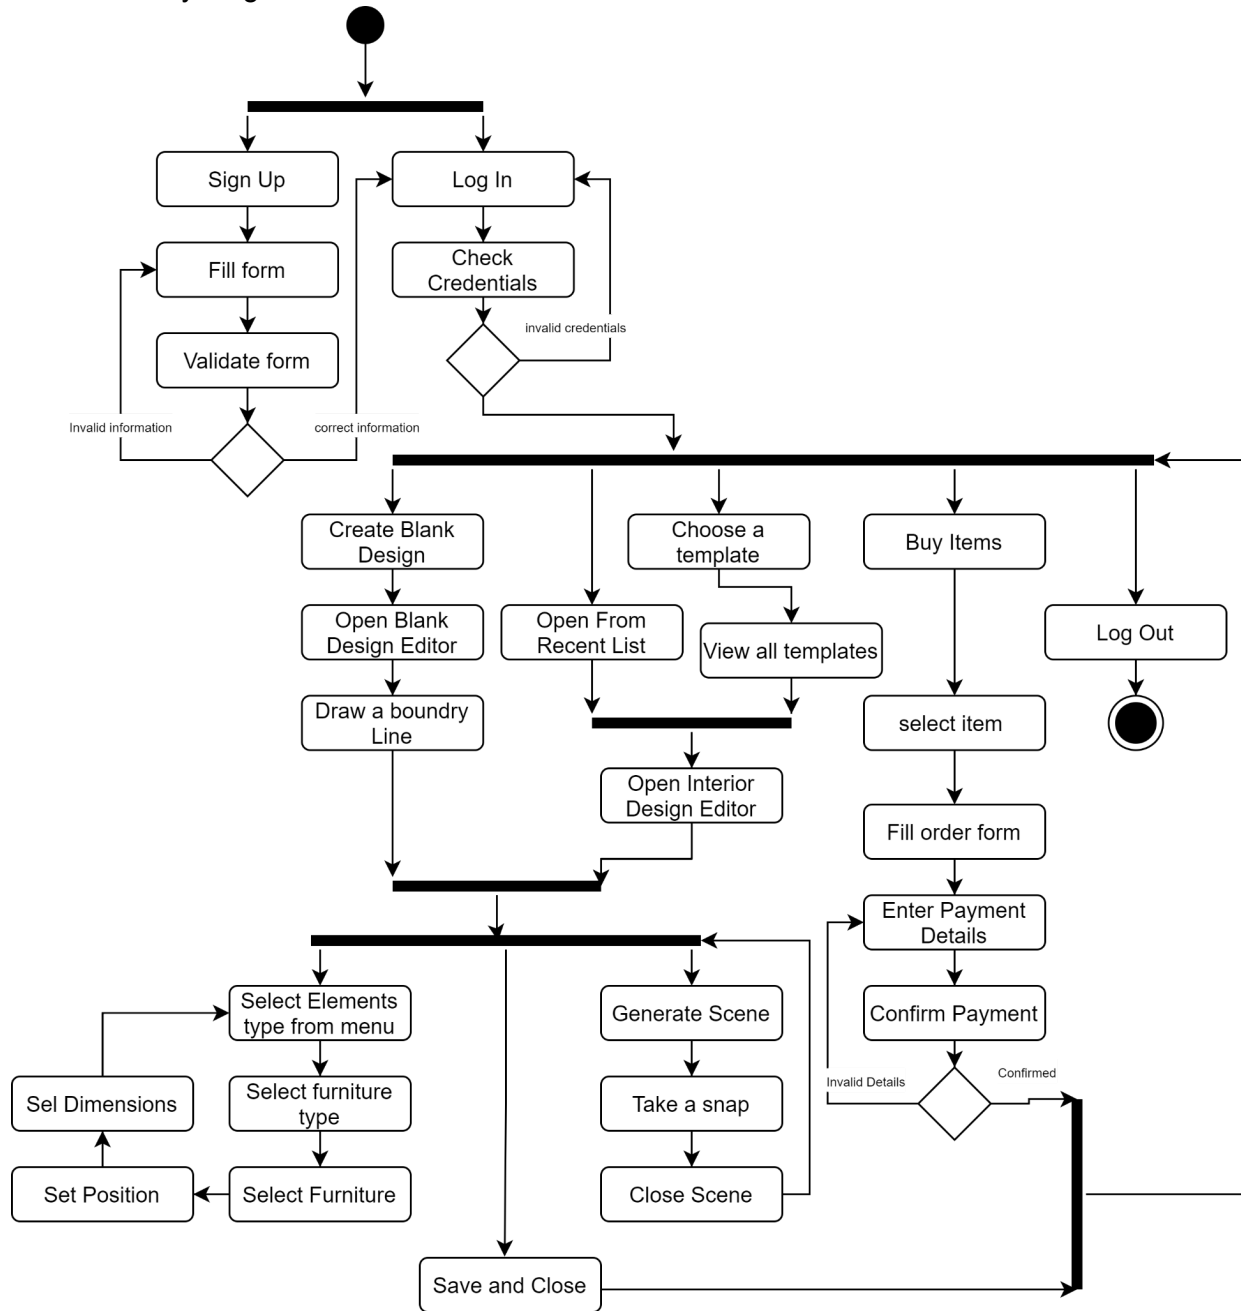 Sign Up
Log In
Fill form
Check
Credentials
invalid credentials
Validate form
Invalid information
correct information
Create Blank
Design
Choose a
template
Buy Items
Open Blank
Design Editor
Open From
Recent List
View all templates
Log Out
Draw a boundry
Line
select item
Open Interior
Design Editor
Fill order form
Enter Payment
Details
Select Elements
type from menu
Generate Scene
Confirm Payment
Invalid Details
Confirmed
Sel Dimensions
Select furniture
type
Take a snap
Set Position
Select Furniture
Close Scene
Save and Close